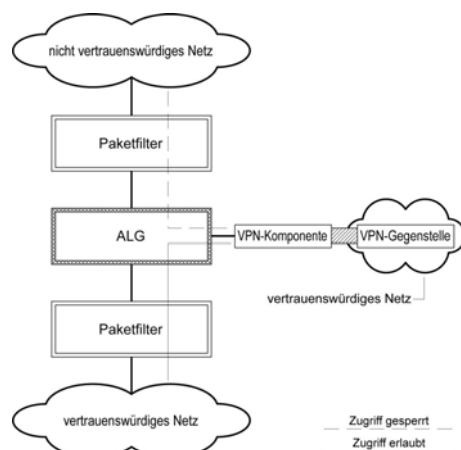 nicht vertrauenswürdiges Netz
Paketfilter
ALG
VPN-Komponente
VPN-Gegenstelle
vertrauenswürdiges Netz
Paketfilter
vertrauenswürdiges Netz
Zugriff gesperrt
Zugriff erlaubt